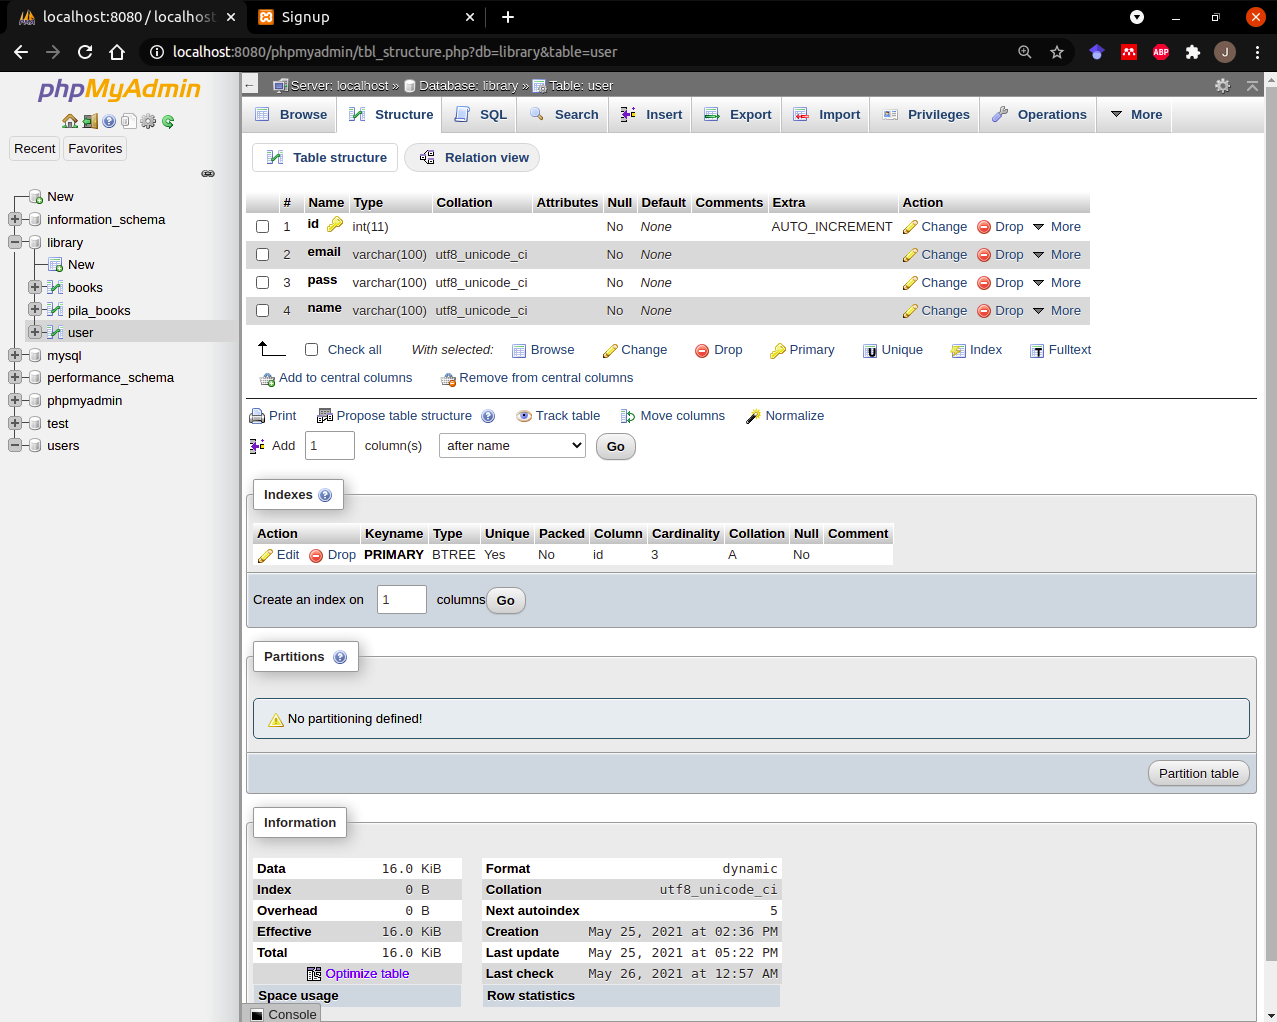 localhost:8080 / localhost
Signup
localhost:8080/phpmyadmin/tbl_structure.php?db=library&table=user
ABP
J
phpMyAdmin
Recent
Favorites
New
information_schema
library
New
books
pila_books
user
mysql
performance_schema
phpmyadmin
test
users
Server: localhost » Database: library » Table: user
Browse Structure SQL Search Insert Export Import Privileges Operations More
Table structure Relation view
# Name Type Collation Attributes Null Default Comments Extra Action
1 id int(11) No None AUTO_INCREMENT Change Drop More
2 email varchar(100) utf8_unicode_ci No None Change Drop More
3 pass varchar(100) utf8_unicode_ci No None Change Drop More
4 name varchar(100) utf8_unicode_ci No None Change Drop More
Check all With selected: Browse Change Drop Primary Unique Index Fulltext
Add to central columns Remove from central columns
Print Propose table structure Track table Move columns Normalize
Add 1 column(s) after name Go
Indexes
Action Keyname Type Unique Packed Column Cardinality Collation Null Comment
Edit Drop PRIMARY BTREE Yes No id 3 A No
Create an index on 1 columns Go
Partitions
No partitioning defined!
Partition table
Information
Data 16.0 KiB Format dynamic
Index 0 B Collation utf8_unicode_ci
Overhead 0 B Next autoindex 5
Effective 16.0 KiB Creation May 25, 2021 at 02:36 PM
Total 16.0 KiB Last update May 25, 2021 at 05:22 PM
Optimize table Last check May 26, 2021 at 12:57 AM
Space usage Row statistics
Console